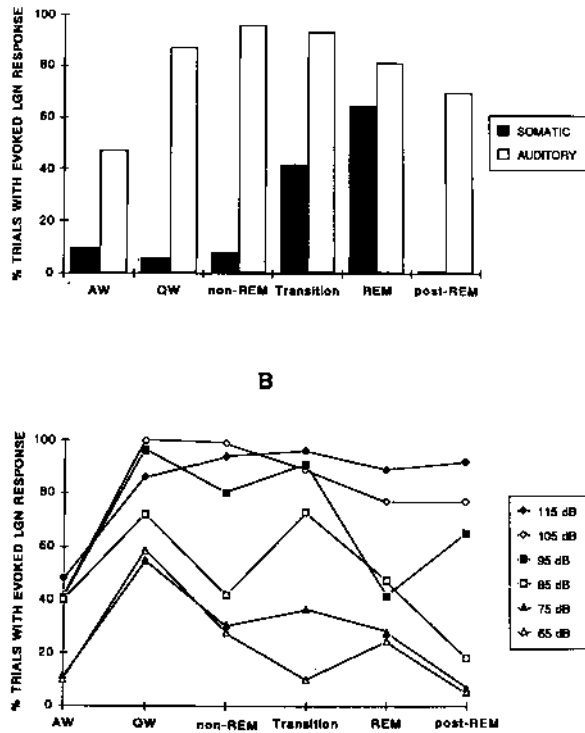 100
80
60
40
20
0
% TRIALS WITH EVOKED LGN RESPONSE
AW QW non-REM Transition REM post-REM
SOMATIC
AUDITORY
B
100
80
60
40
20
0
% TRIALS WITH EVOKED LGN RESPONSE
AW QW non-REM Transition REM post-REM
115 dB
105 dB
95 dB
85 dB
75 dB
65 dB